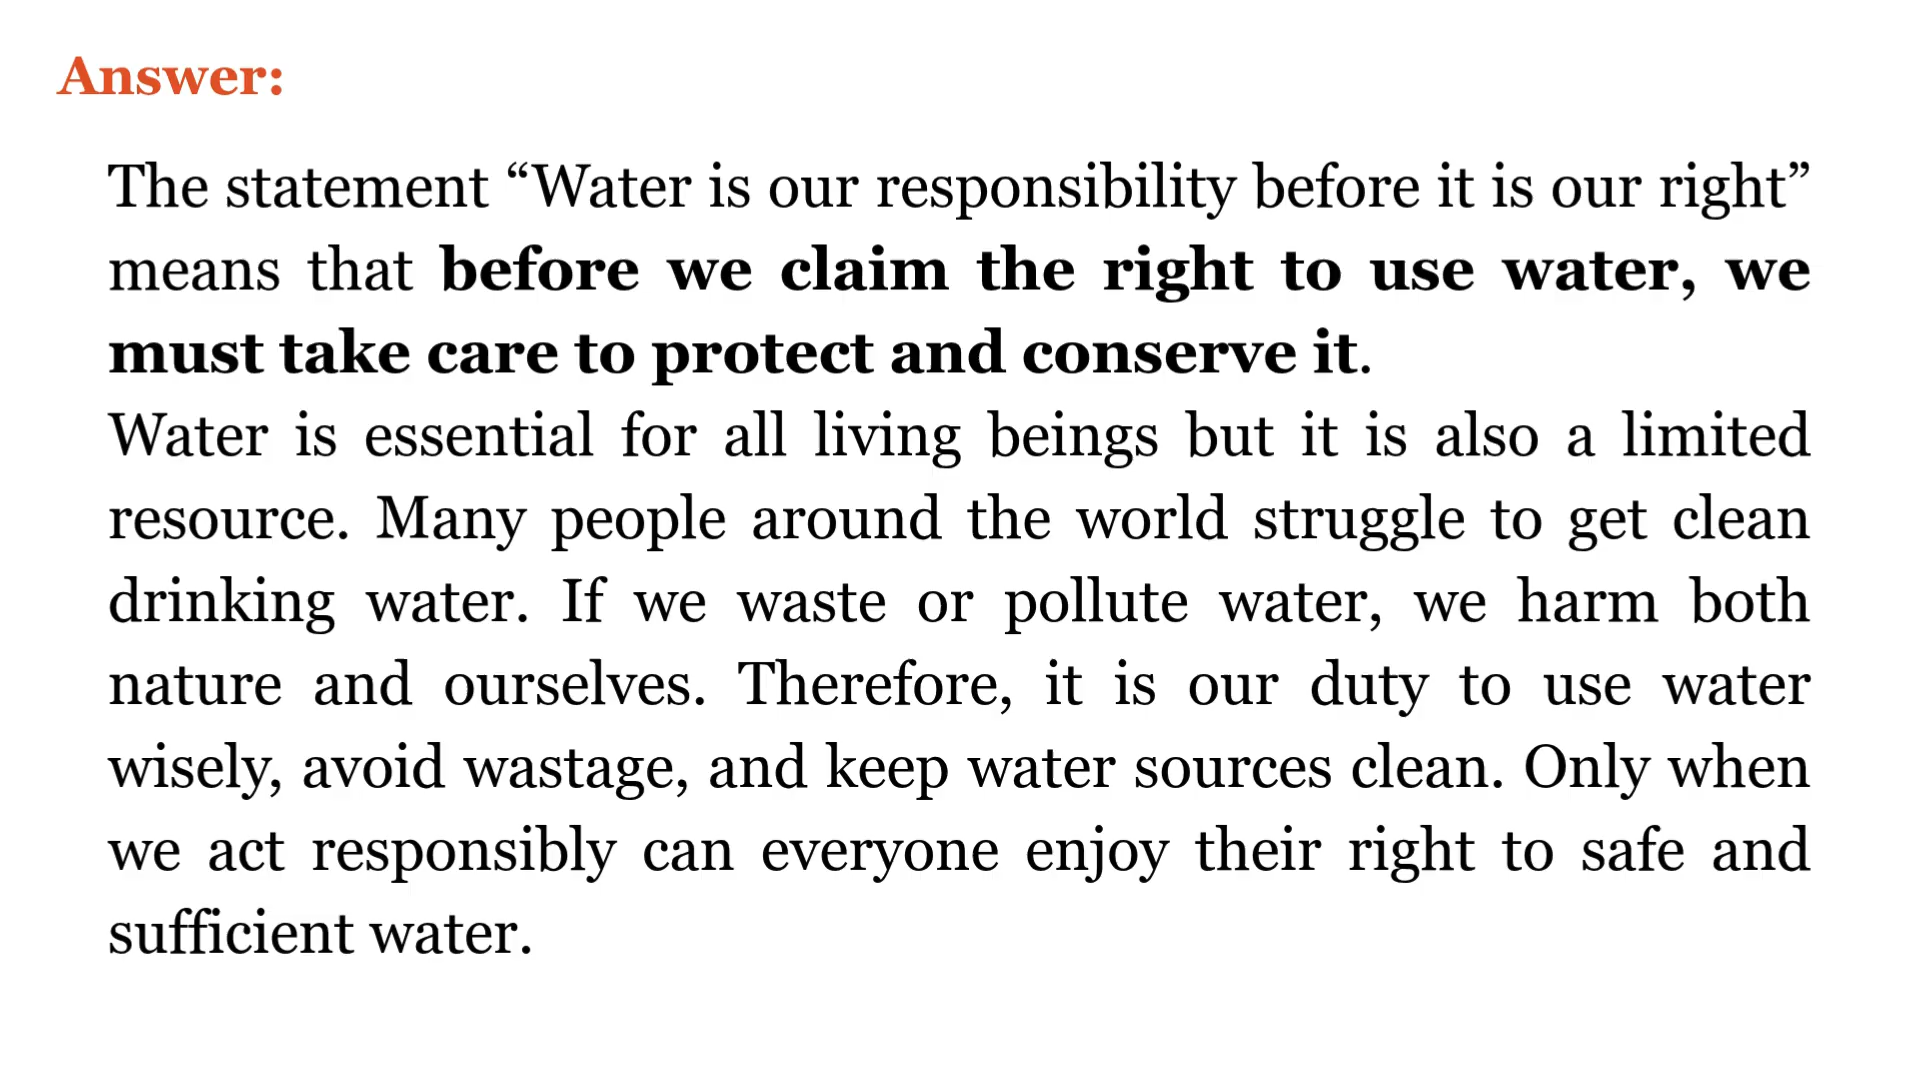 Answer:
The statement “Water is our responsibility before it is our right”
means that before we claim the right to use water, we
must take care to protect and conserve it.
Water is essential for all living beings but it is also a limited
resource. Many people around the world struggle to get clean
drinking water. If we waste or pollute water, we harm both
nature and ourselves. Therefore, it is our duty to use water
wisely, avoid wastage, and keep water sources clean. Only when
we act responsibly can everyone enjoy their right to safe and
sufficient water.